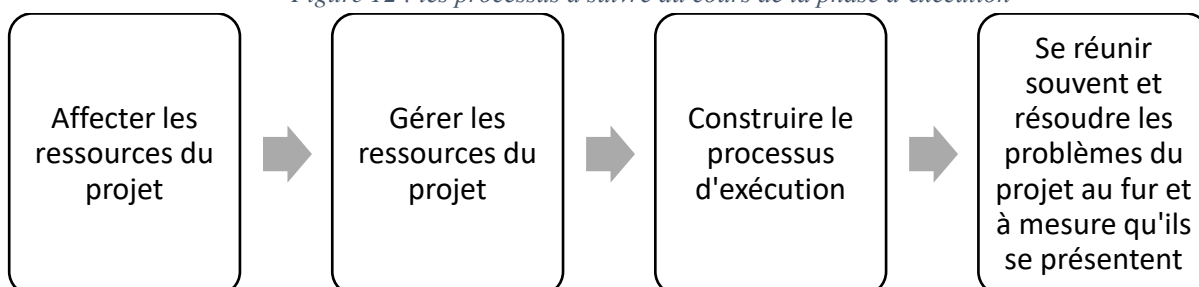 Figure 12 : les processus à suivre au cours de la phase d'exécution
Affecter les
ressources du
projet
Gérer les
ressources du
projet
Construire le
processus
d'exécution
Se réunir
souvent et
résoudre les
problèmes du
projet au fur et
à mesure qu'ils
se présentent